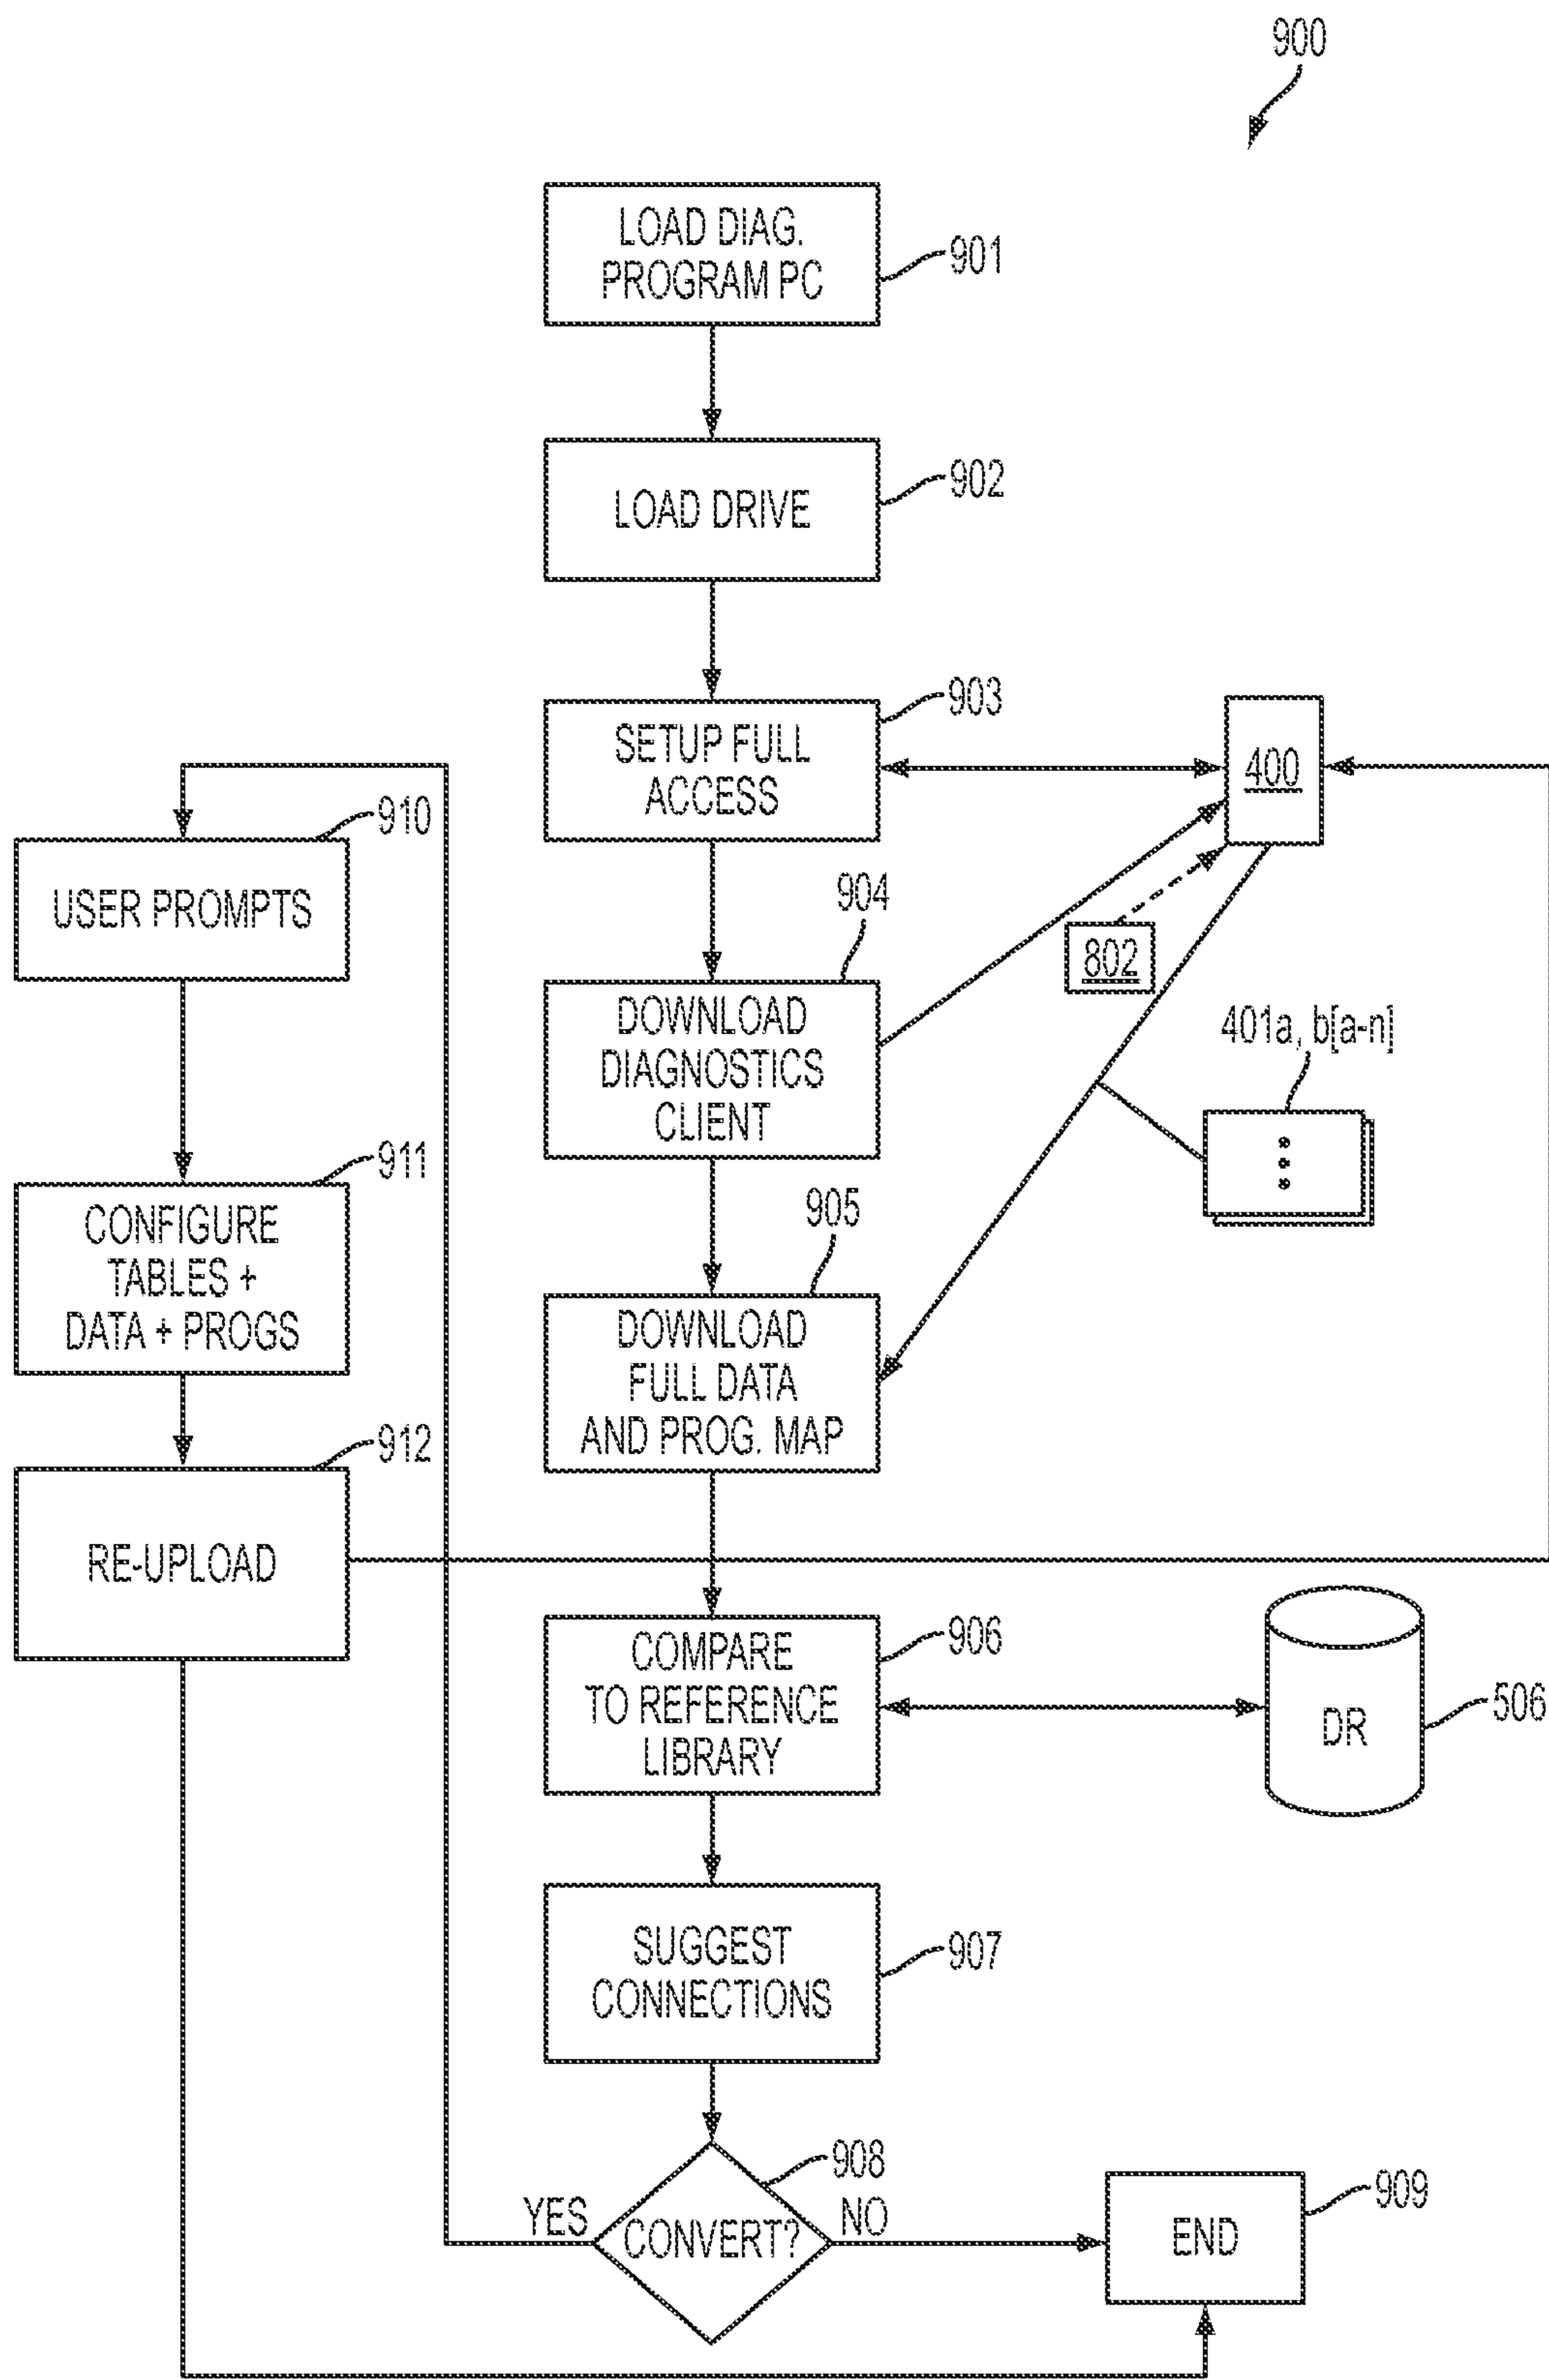 900
LOAD DIAG.
PROGRAM PC
901
LOAD DRIVE
902
SETUP FULL
ACCESS
903
400
910
USER PROMPTS
904
DOWNLOAD
DIAGNOSTICS
CLIENT
802
401a, b[a-n]
911
CONFIGURE
TABLES +
DATA + PROGS
905
DOWNLOAD
FULL DATA
AND PROG. MAP
912
RE-UPLOAD
906
COMPARE
TO REFERENCE
LIBRARY
DR
506
SUGGEST
CONNECTIONS
907
908
YES
CONVERT?
NO
END
909